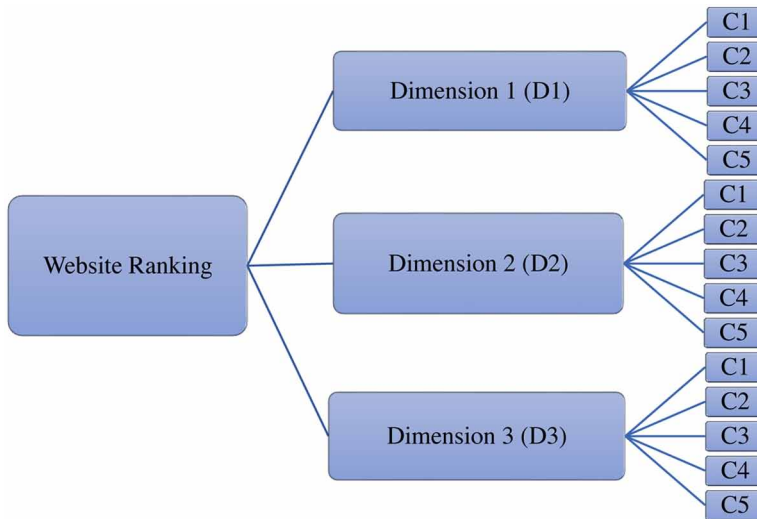 Website Ranking
Dimension 1 (D1)
C1
C2
C3
C4
C5
Dimension 2 (D2)
C1
C2
C3
C4
C5
Dimension 3 (D3)
C1
C2
C3
C4
C5